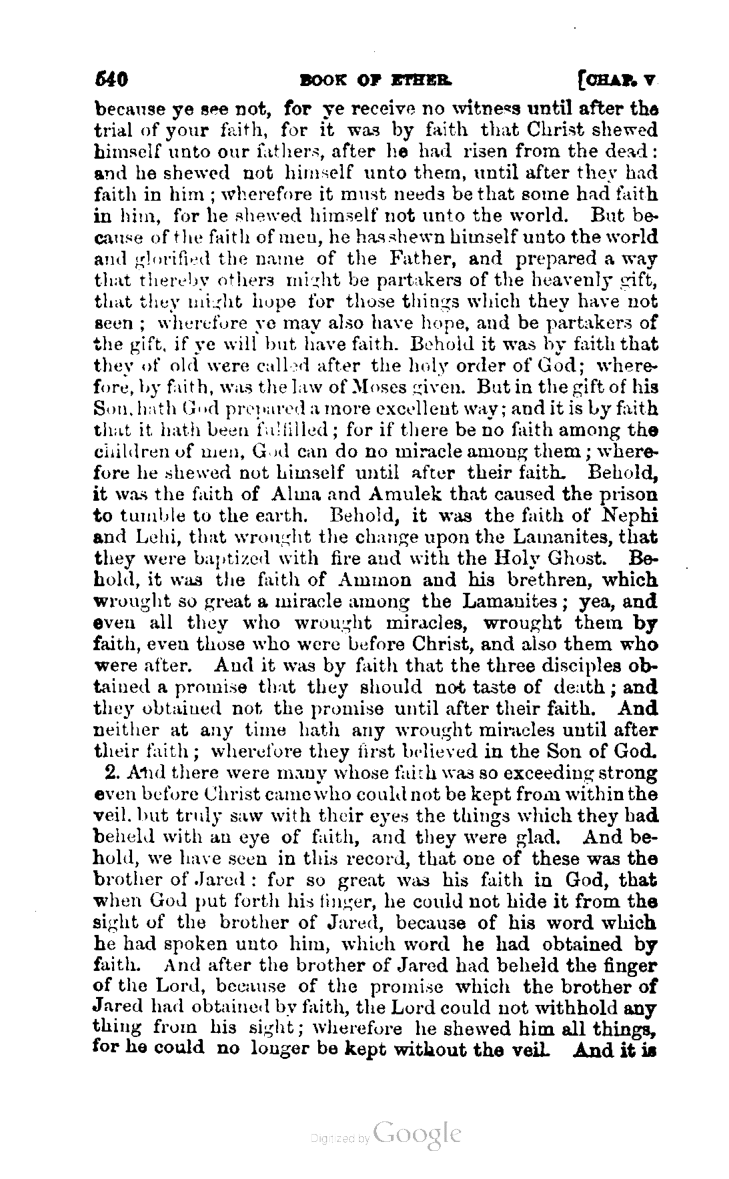 540 BOOK OF ETHER. [CHAP. V
because ye see not, for ye receive no witness until after the
trial of your faith, for it was by faith that Christ shewed
himself unto our fathers, after he had risen from the dead:
and he shewed not himself unto them, until after they had
faith in him; wherefore it must needs be that some had faith
in him, for he shewed himself not unto the world. But be-
cause of the faith of men, he has shewn himself unto the world
and glorified the name of the Father, and prepared a way
that thereby others might be partakers of the heavenly gift,
that they might hope for those things which they have not
seen; wherefore ye may also have hope, and be partakers of
the gift, if ye will but have faith. Behold it was by faith that
they of old were called after the holy order of God; where-
fore, by faith, was the law of Moses given. But in the gift of his
Son, hath God prepared a more excellent way; and it is by faith
that it hath been fulfilled; for if there be no faith among the
children of men, God can do no miracle among them; where-
fore he shewed not himself until after their faith. Behold,
it was the faith of Alma and Amulek that caused the prison
to tumble to the earth. Behold, it was the faith of Nephi
and Lehi, that wrought the change upon the Lamanites, that
they were baptized with fire and with the Holy Ghost. Be-
hold, it was the faith of Ammon and his brethren, which
wrought so great a miracle among the Lamanites; yea, and
even all they who wrought miracles, wrought them by
faith, even those who were before Christ, and also them who
were after. And it was by faith that the three disciples ob-
tained a promise that they should not taste of death; and
they obtained not the promise until after their faith. And
neither at any time hath any wrought miracles until after
their faith; wherefore they first believed in the Son of God.
2. And there were many whose faith was so exceeding strong
even before Christ came who could not be kept from within the
veil, but truly saw with their eyes the things which they had
beheld with an eye of faith, and they were glad. And be-
hold, we have seen in this record, that one of these was the
brother of Jared: for so great was his faith in God, that
when God put forth his finger, he could not hide it from the
sight of the brother of Jared, because of his word which
he had spoken unto him, which word he had obtained by
faith. And after the brother of Jared had beheld the finger
of the Lord, because of the promise which the brother of
Jared had obtained by faith, the Lord could not withhold any
thing from his sight; wherefore he shewed him all things,
for he could no longer be kept without the veil. And it is
Digitized by Google